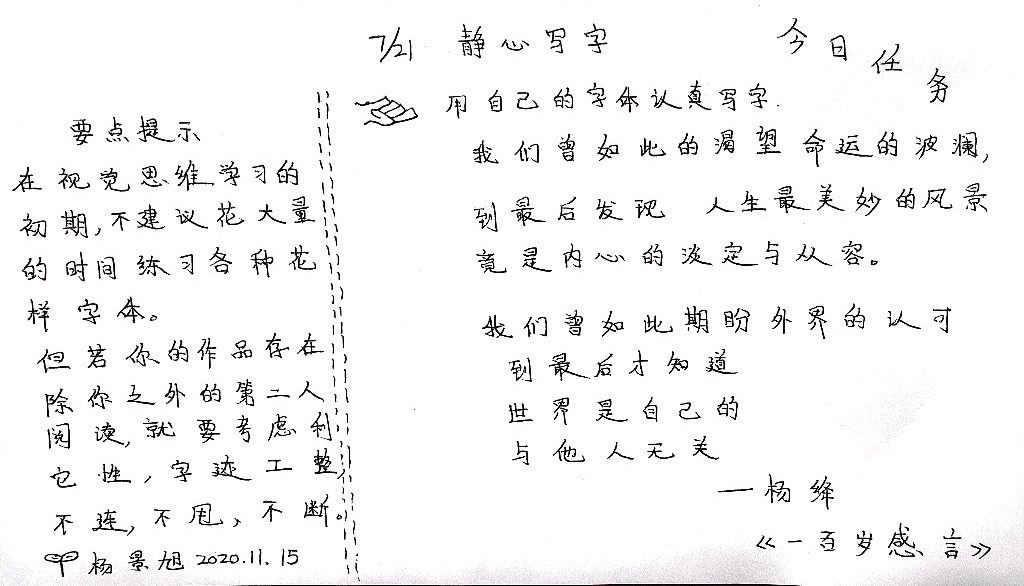 7/21 静心写字
今日任务
要点提示
在视觉思维学习的
初期,不建议花大量
的时间练习各种花
样字体。
但若你的作品存在
除你之外的第二人
阅读,就要考虑利
它性,字迹工整,
不连,不甩、不断。
杨景旭 2020.11.15
用自己的字体认真写字.
我们曾如此的渴望命运的波澜,
到最后发现 人生最美妙的风景
竟是内心的淡定与从容。
我们曾如此期盼外界的认可
到最后才知道
世界是自己的
与他人无关
—杨绛
《一百岁感言》